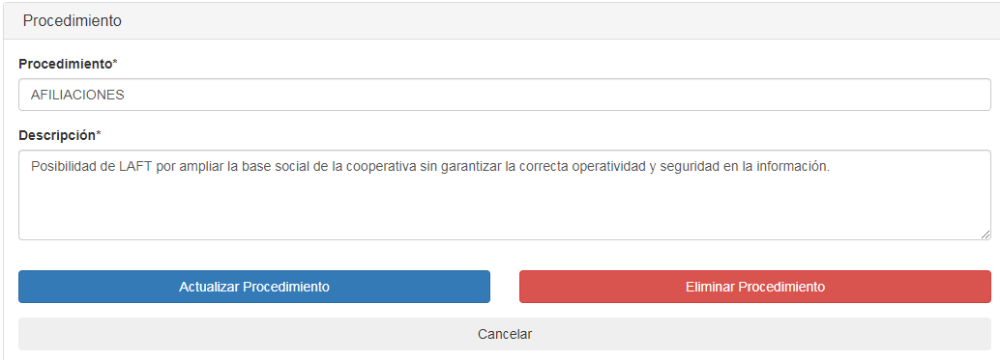 Procedimiento
Procedimiento*
AFILIACIONES
Descripción*
Posibilidad de LAFT por ampliar la base social de la cooperativa sin garantizar la correcta operatividad y seguridad en la información.
Actualizar Procedimiento
Eliminar Procedimiento
Cancelar